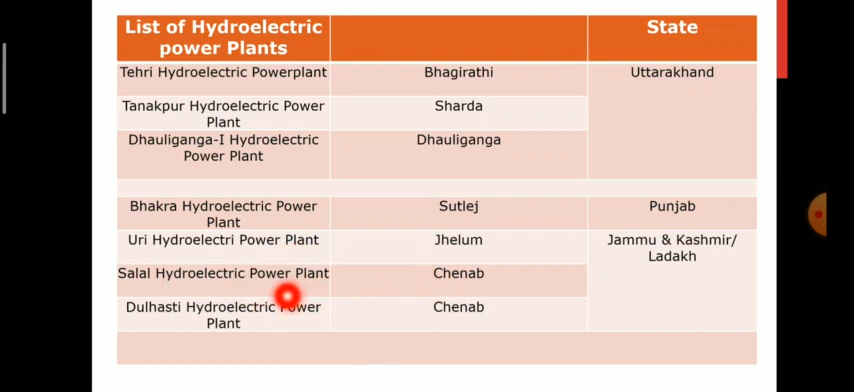 List of Hydroelectric
power Plants
State
Tehri Hydroelectric Powerplant
Bhagirathi
Uttarakhand
Tanakpur Hydroelectric Power
Plant
Sharda
Dhauliganga-I Hydroelectric
Power Plant
Dhauliganga
Bhakra Hydroelectric Power
Plant
Sutlej
Punjab
Uri Hydroelectri Power Plant
Jhelum
Jammu & Kashmir/
Ladakh
Salal Hydroelectric Power Plant
Chenab
Dulhasti Hydroelectric Power
Plant
Chenab